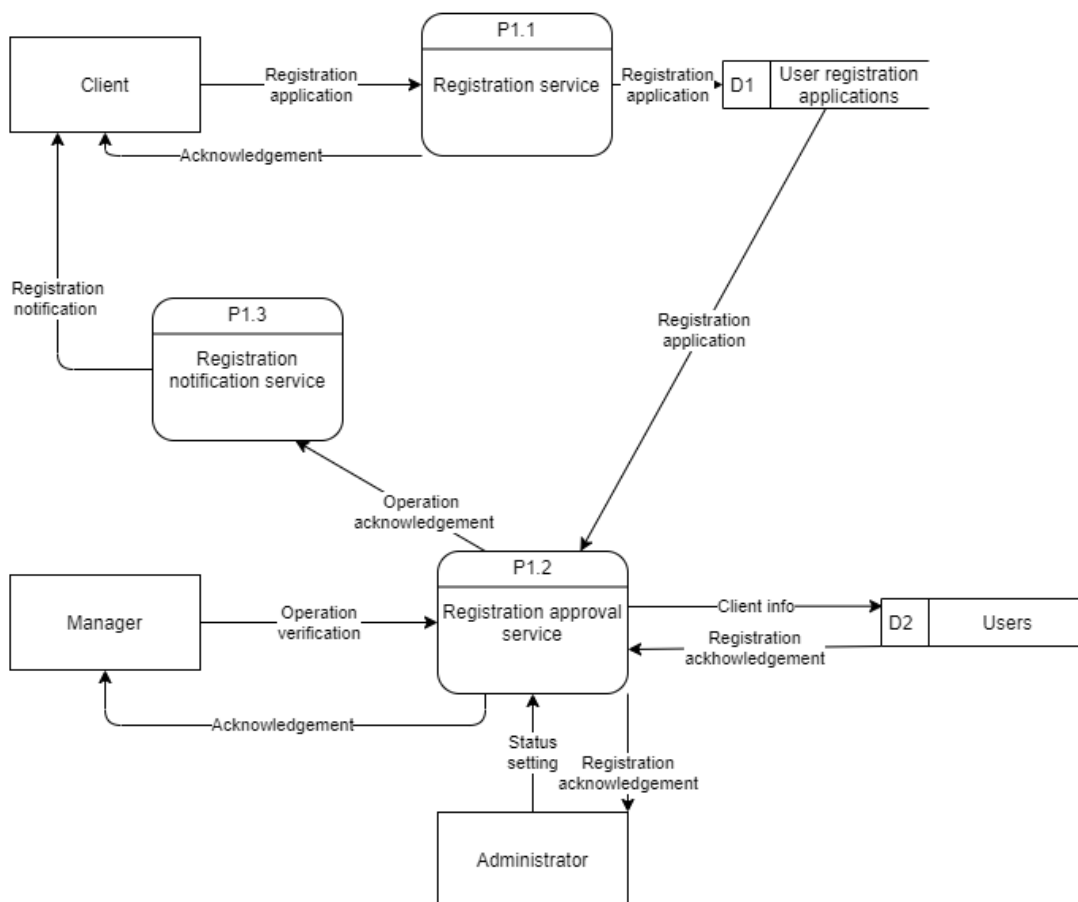 P1.1
Client
Registration
application
Registration service
Registration
application
D1
User registration
applications
Acknowledgement
Registration
notification
P1.3
Registration
notification service
Registration
application
Operation
acknowledgement
P1.2
Manager
Operation
verification
Registration approval
service
Client info
D2
Users
Registration
ackhowledgement
Acknowledgement
Status
setting
Registration
acknowledgement
Administrator